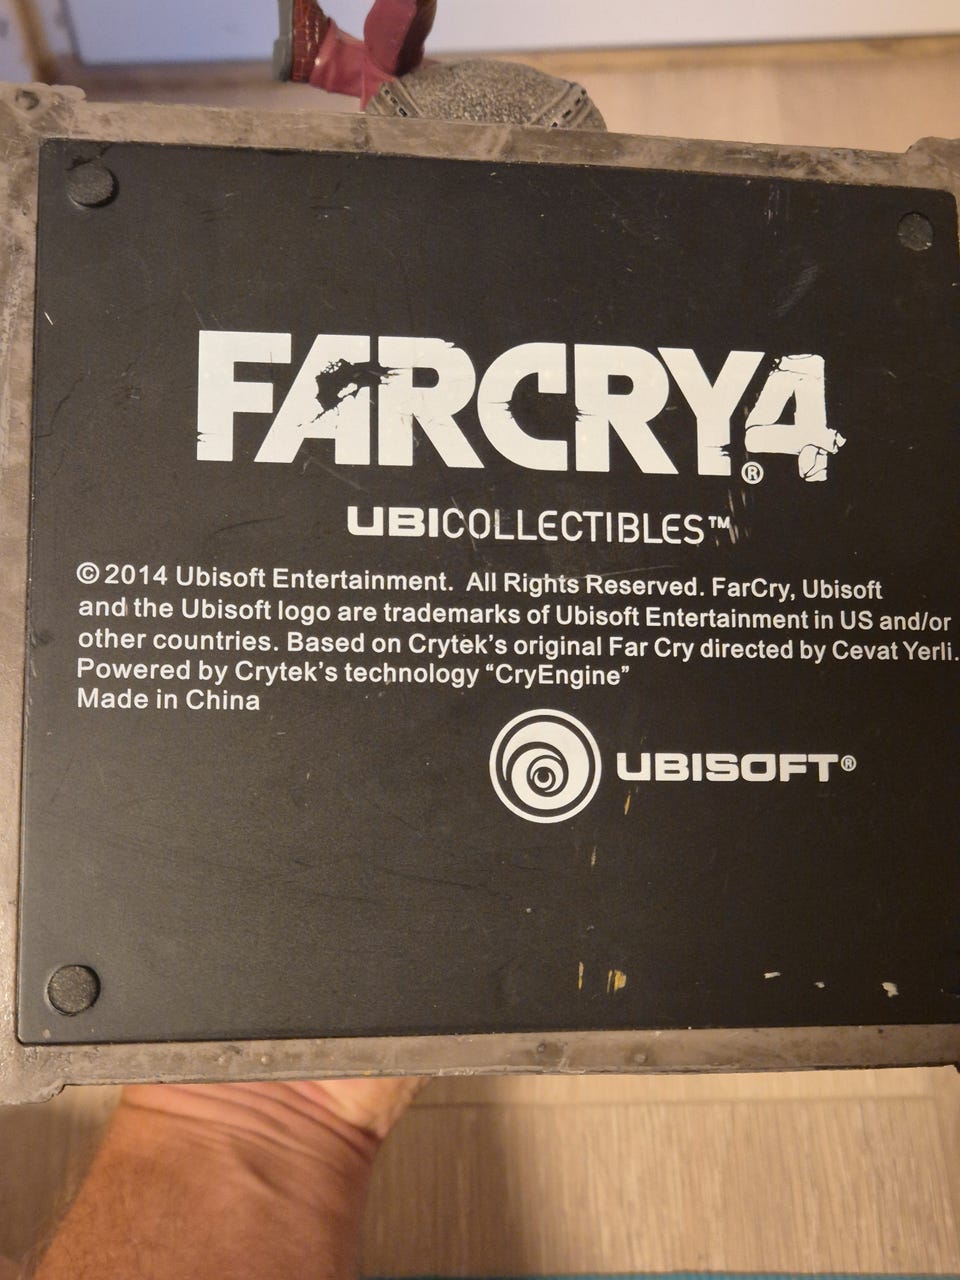 FARCRY4®
UBICOLLECTIBLES™
© 2014 Ubisoft Entertainment. All Rights Reserved. FarCry, Ubisoft
and the Ubisoft logo are trademarks of Ubisoft Entertainment in US and/or
other countries. Based on Crytek's original Far Cry directed by Cevat Yerli.
Powered by Crytek's technology “CryEngine”
Made in China
UBISOFT®